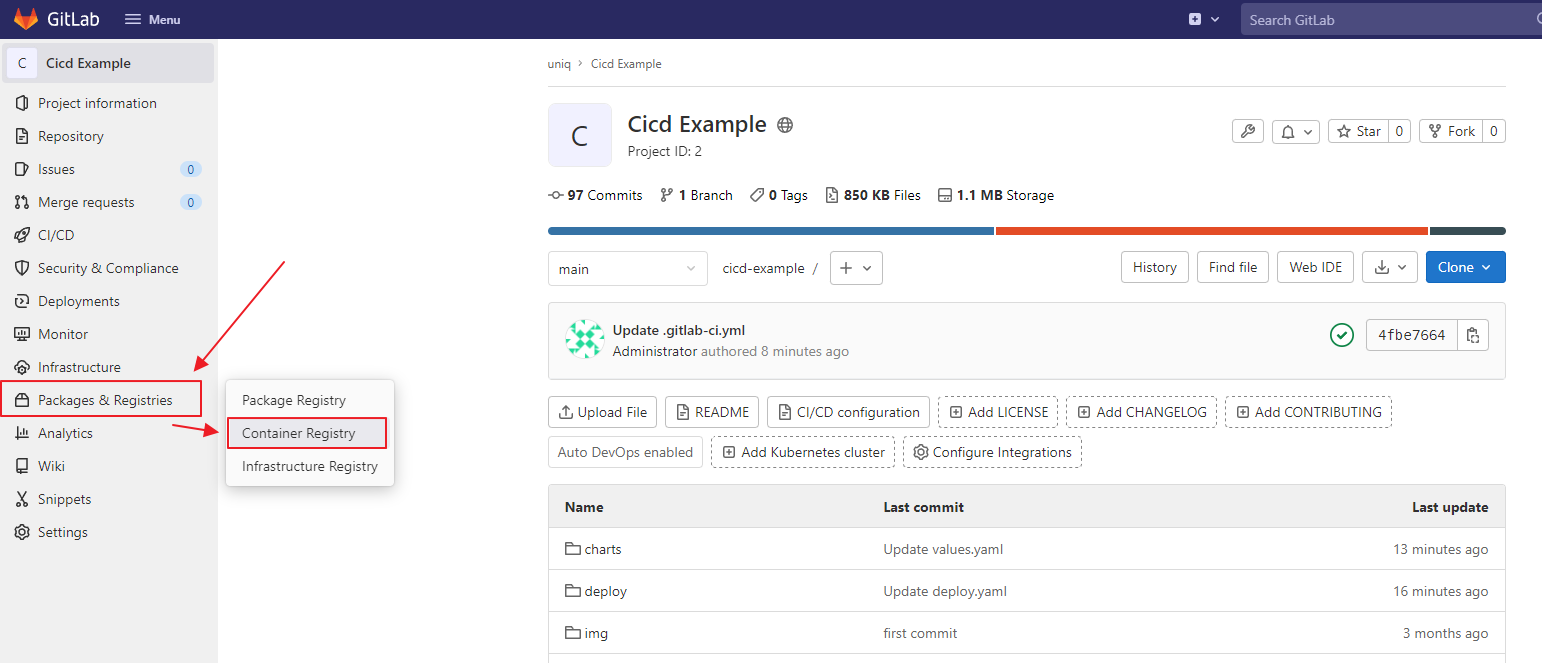 GitLab Menu Search GitLab
C Cicd Example
Project information
Repository
Issues 0
Merge requests 0
CI/CD
Security & Compliance
Deployments
Monitor
Infrastructure
Packages & Registries
Analytics
Wiki
Snippets
Settings
Package Registry
Container Registry
Infrastructure Registry
uniq › Cicd Example
C
Cicd Example
Project ID: 2
Star 0 Fork 0
97 Commits 1 Branch 0 Tags 850 KB Files 1.1 MB Storage
main cicd-example / + History Find file Web IDE Clone
Update .gitlab-ci.yml
Administrator authored 8 minutes ago
4fbe7664
Upload File README CI/CD configuration Add LICENSE Add CHANGELOG Add CONTRIBUTING
Auto DevOps enabled Add Kubernetes cluster Configure Integrations
Name Last commit Last update
charts Update values.yaml 13 minutes ago
deploy Update deploy.yaml 16 minutes ago
img first commit 3 months ago